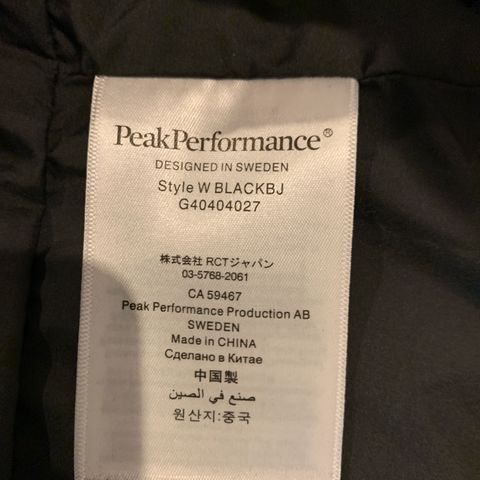 PeakPerformance®
DESIGNED IN SWEDEN
Style W BLACKBJ
G40404027
株式会社 RCTジャパン
03-5768-2061
CA 59467
Peak Performance Production AB
SWEDEN
Made in CHINA
Сделано в Китае
中国製
صنع في الصين
원산지:중국